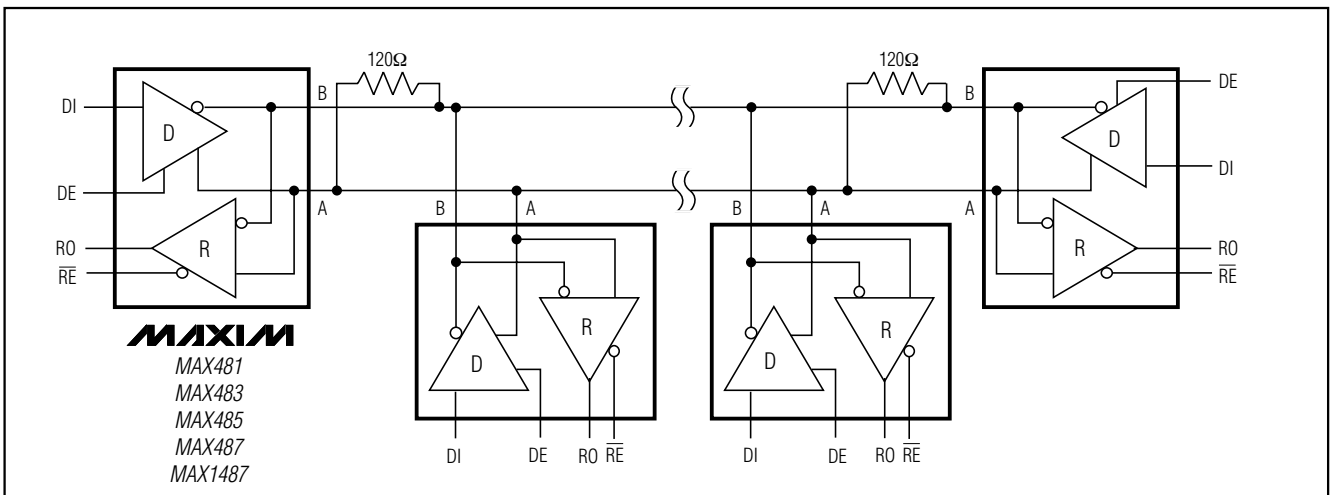 120Ω
120Ω
B
B
DE
DI
D
D
DI
DE
A
B
A
B
A
A
RO
R
R
RO
RE
RE
MAXIM
MAX481
MAX483
MAX485
MAX487
MAX1487
D
R
D
R
DI
DE
RO
RE
DI
DE
RO
RE